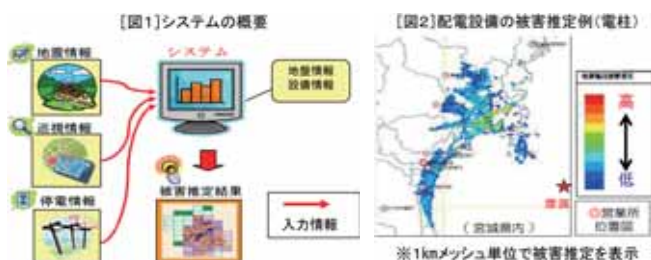 [図1]システムの概要
地震情報
巡視情報
停電情報
システム
地盤情報
設備情報
被害推定結果
入力情報
[図2]配電設備の被害推定例(電柱)
高
低
震源
◎営業所
位置図
(宮城県内)
※1kmメッシュ単位で被害推定を表示